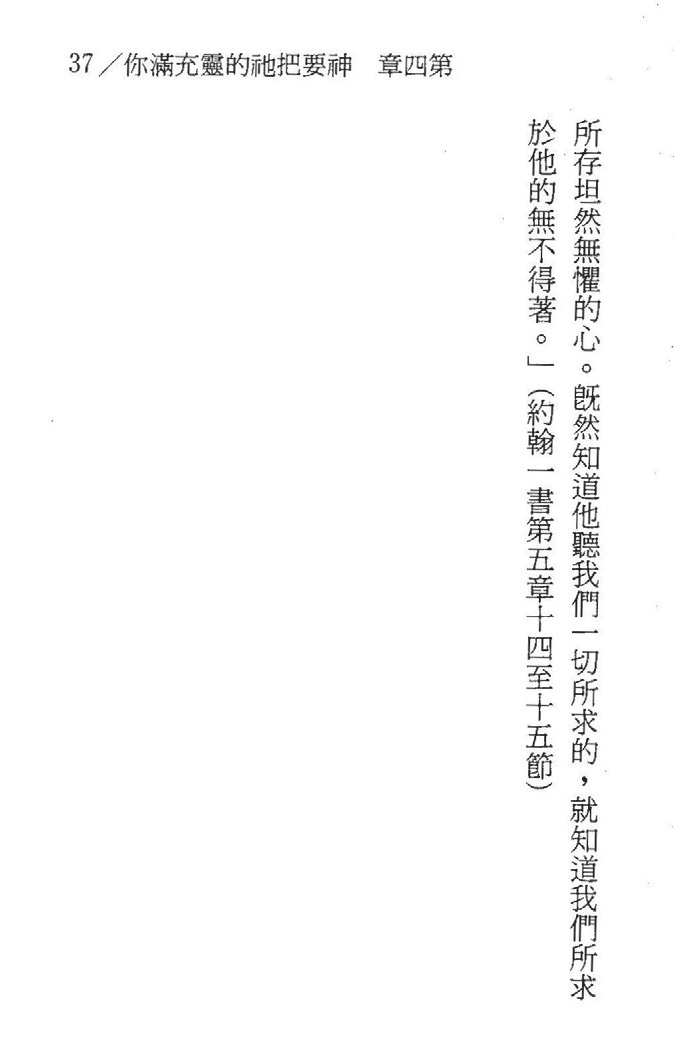 第四章　神要把祂的靈充滿你／37
所存坦然無懼的心。既然知道他聽我們一切所求的，就知道我們所求
於他的無不得著。」（約翰一書第五章十四至十五節）